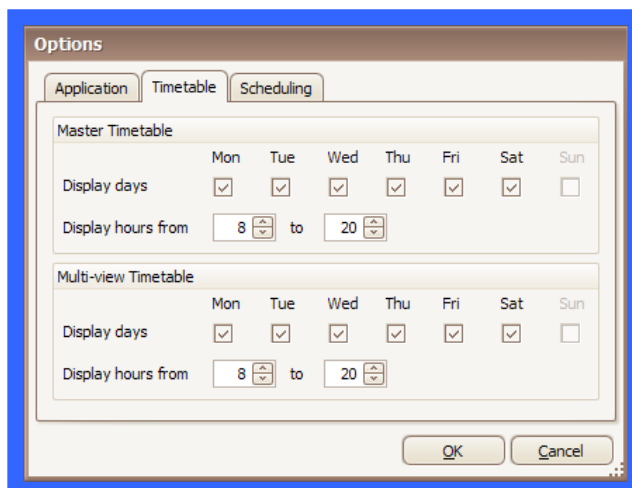 Options
Application Timetable Scheduling
Master Timetable
Mon Tue Wed Thu Fri Sat Sun
Display days
Display hours from 8 to 20
Multi-view Timetable
Mon Tue Wed Thu Fri Sat Sun
Display days
Display hours from 8 to 20
OK Cancel